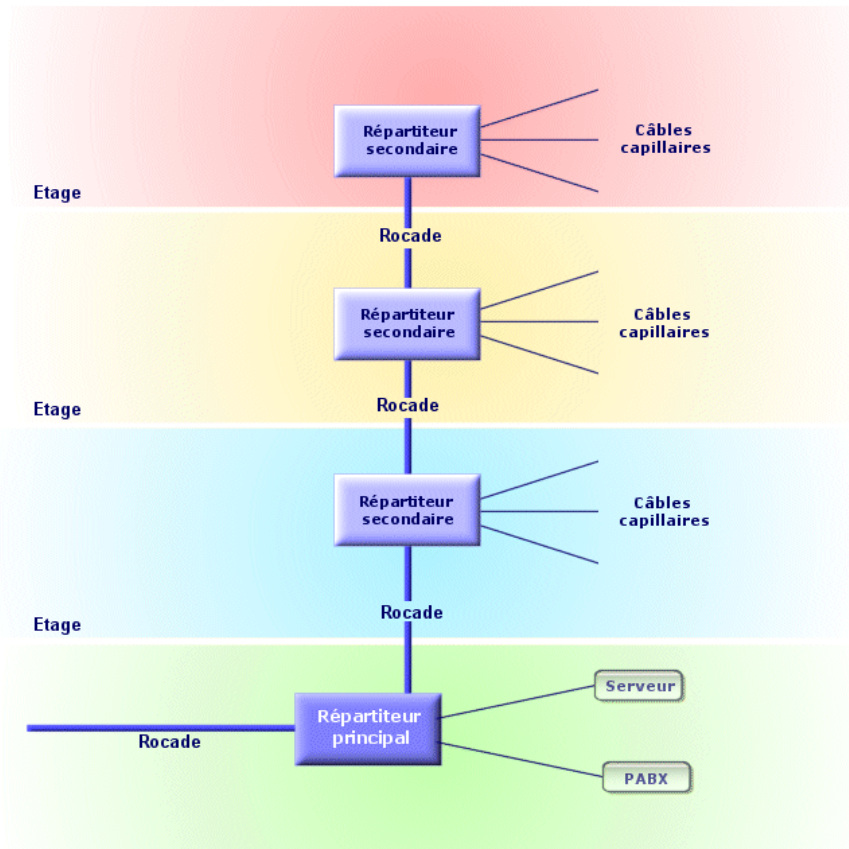 Répartiteur
secondaire
Câbles
capillaires
Etage
Rocade
Répartiteur
secondaire
Câbles
capillaires
Etage
Rocade
Répartiteur
secondaire
Câbles
capillaires
Rocade
Etage
Serveur
Répartiteur
principal
Rocade
PABX